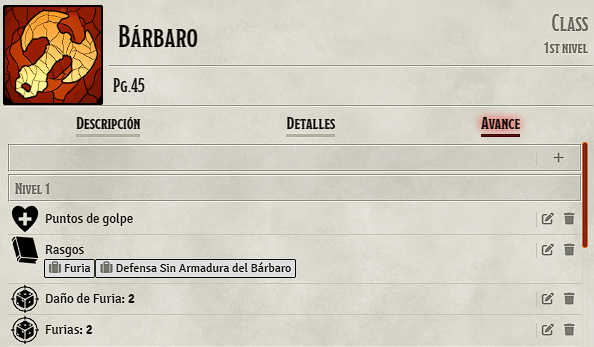 Bárbaro
Class
1st nivel
Pg.45
Descripción
Detalles
Avance
Nivel 1
Puntos de golpe
Rasgos
Furia
Defensa Sin Armadura del Bárbaro
Daño de Furia: 2
Furias: 2